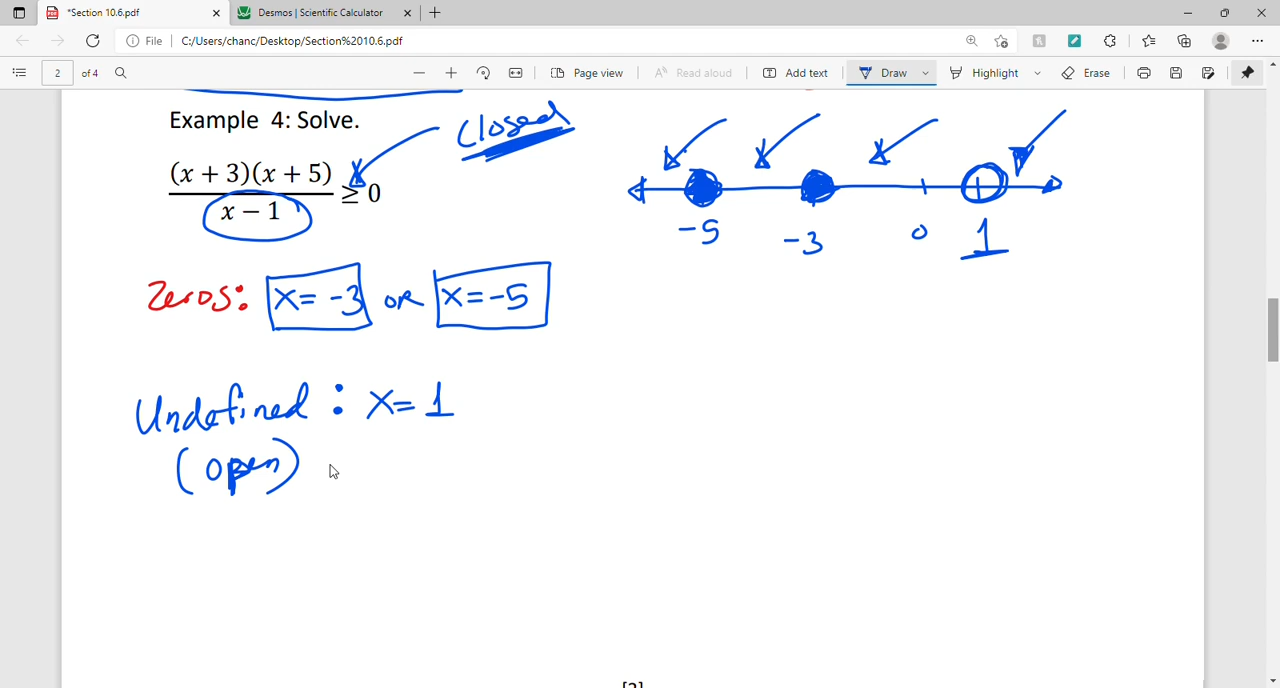 *Section 10.6.pdf
Desmos | Scientific Calculator
File | C:/Users/chanc/Desktop/Section%2010.6.pdf
2 of 4 Page view Read aloud Add text Draw Highlight Erase
Example 4: Solve.
closed
(x + 3)(x + 5)
x − 1
≥ 0
-5 -3 0 1
Zeros: x = -3 OR x = -5
Undefined : x = 1
(open)
[2]